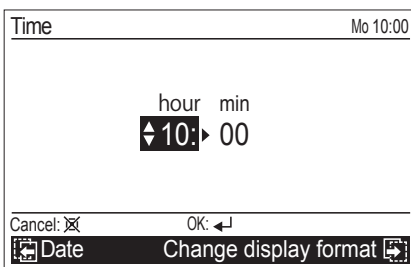 Time Mo 10:00
hour min
10: 00
Cancel: OK:
Date Change display format